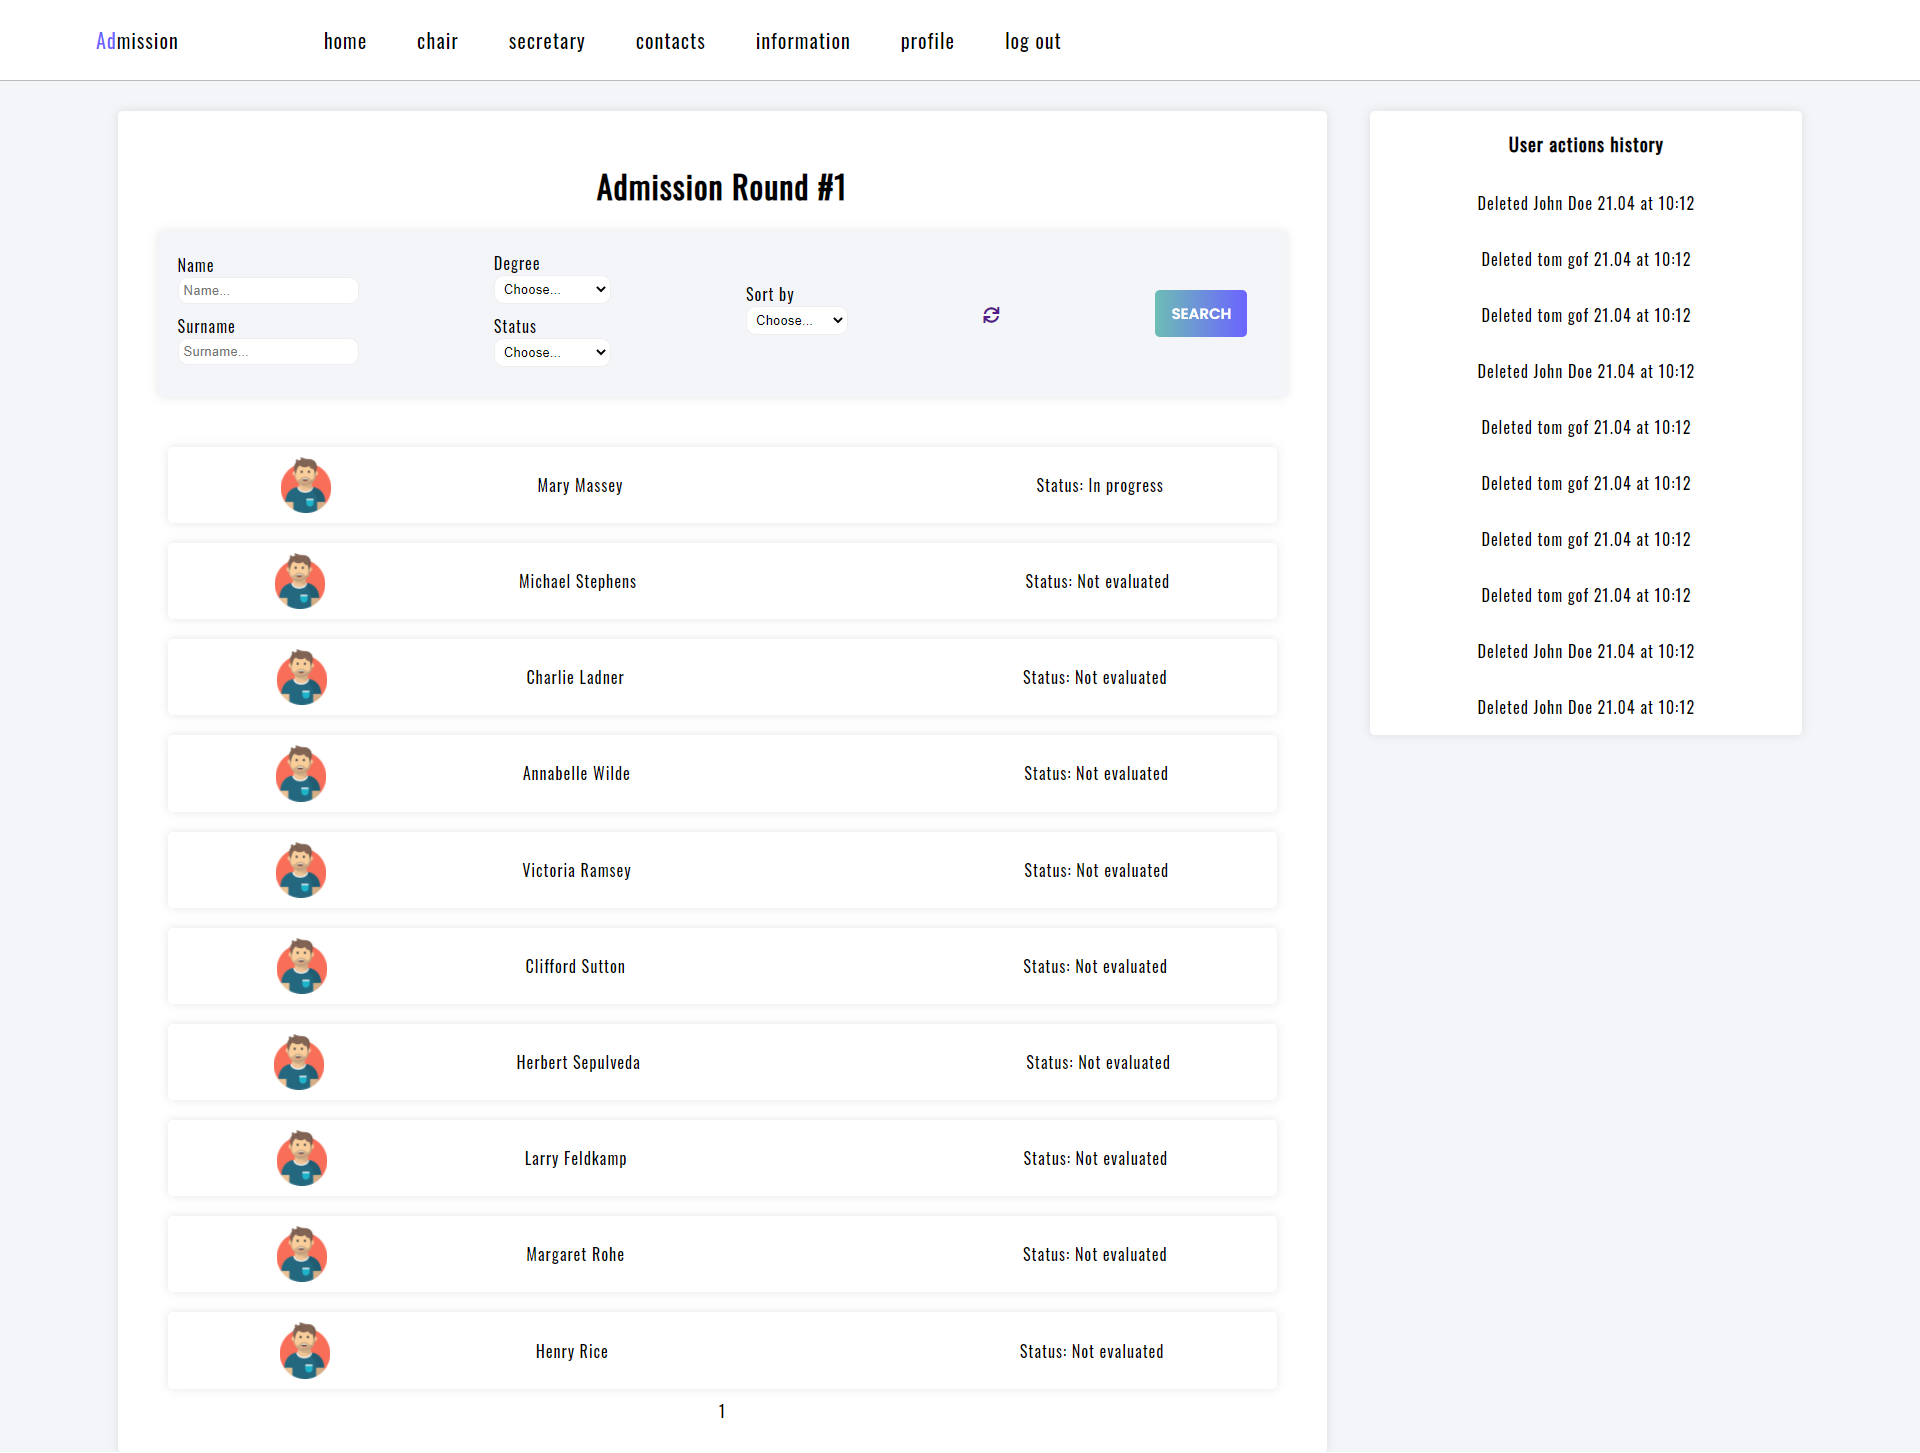 Admission
home
chair
secretary
contacts
information
profile
log out
Admission Round #1
Name
Name...
Surname
Surname...
Degree
Choose...
Status
Choose...
Sort by
Choose...
SEARCH
Mary Massey
Status: In progress
Michael Stephens
Status: Not evaluated
Charlie Ladner
Status: Not evaluated
Annabelle Wilde
Status: Not evaluated
Victoria Ramsey
Status: Not evaluated
Clifford Sutton
Status: Not evaluated
Herbert Sepulveda
Status: Not evaluated
Larry Feldkamp
Status: Not evaluated
Margaret Rohe
Status: Not evaluated
Henry Rice
Status: Not evaluated
1
User actions history
Deleted John Doe 21.04 at 10:12
Deleted tom gof 21.04 at 10:12
Deleted tom gof 21.04 at 10:12
Deleted John Doe 21.04 at 10:12
Deleted tom gof 21.04 at 10:12
Deleted tom gof 21.04 at 10:12
Deleted tom gof 21.04 at 10:12
Deleted tom gof 21.04 at 10:12
Deleted John Doe 21.04 at 10:12
Deleted John Doe 21.04 at 10:12